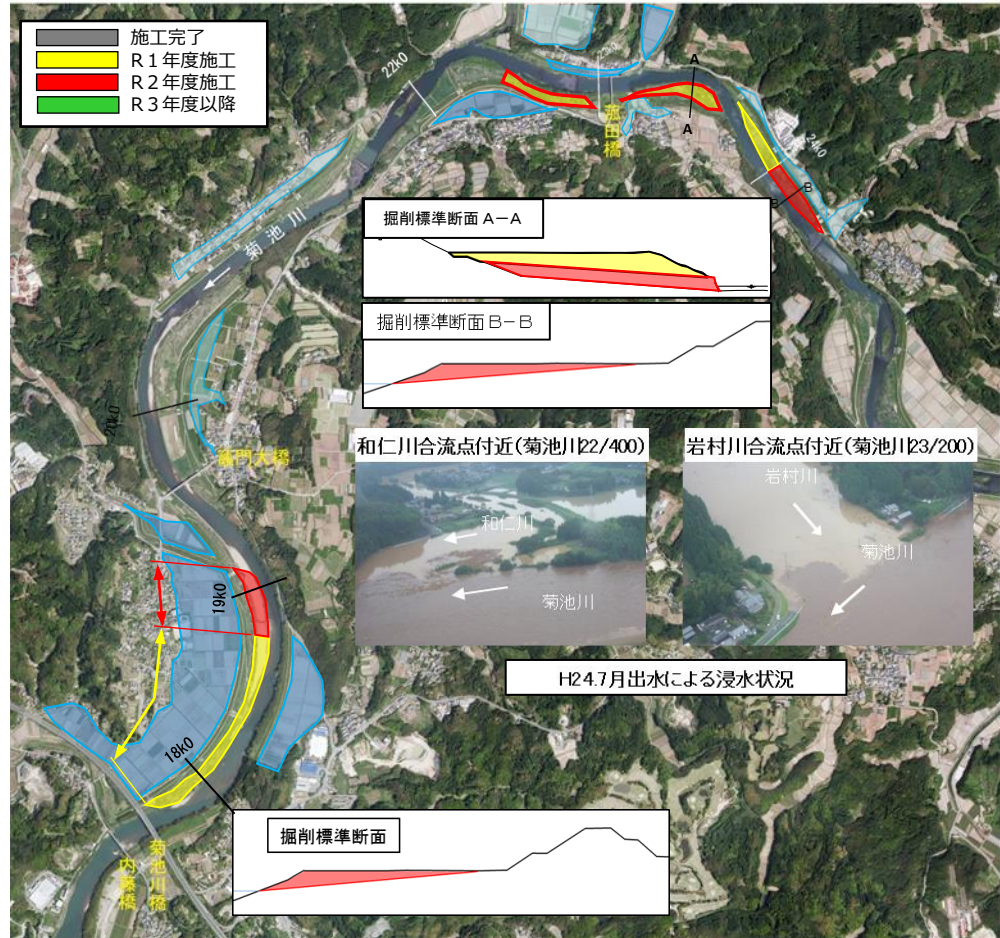 施工完了
Ｒ１年度施工
Ｒ２年度施工
Ｒ３年度以降
22k0
菰田橋
A
A
24k0
B
B
菊池川
掘削標準断面 Ａ－Ａ
掘削標準断面 Ｂ－Ｂ
20k0
竈門大橋
和仁川合流点付近(菊池川22/400)
和仁川
菊池川
岩村川合流点付近(菊池川23/200)
岩村川
菊池川
H24.7月出水による浸水状況
19k0
18k0
掘削標準断面
菊池川橋
内藤橋